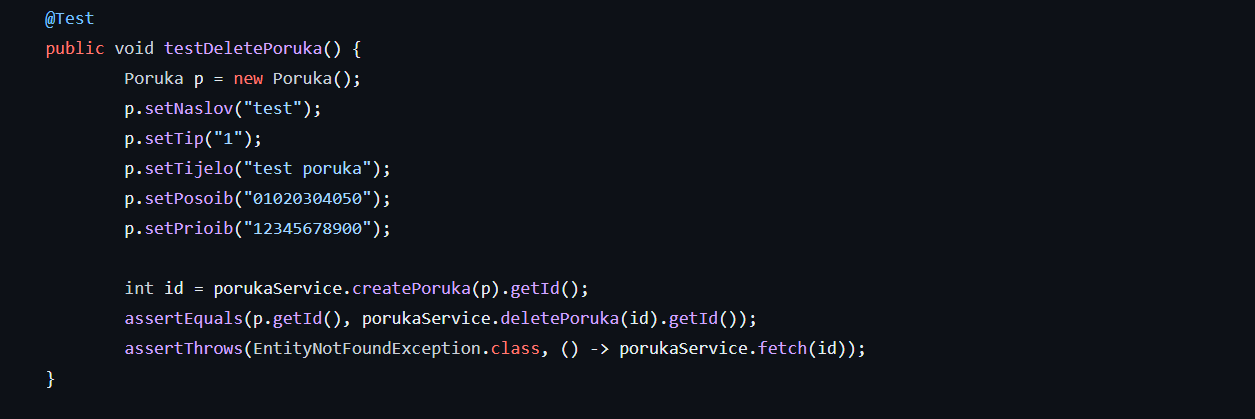 @Test
public void testDeletePoruka() {
Poruka p = new Poruka();
p.setNaslov("test");
p.setTip("1");
p.setTijelo("test poruka");
p.setPosoib("01020304050");
p.setPrioib("12345678900");
int id = porukaService.createPoruka(p).getId();
assertEquals(p.getId(), porukaService.deletePoruka(id).getId());
assertThrows(EntityNotFoundException.class, () -> porukaService.fetch(id));
}